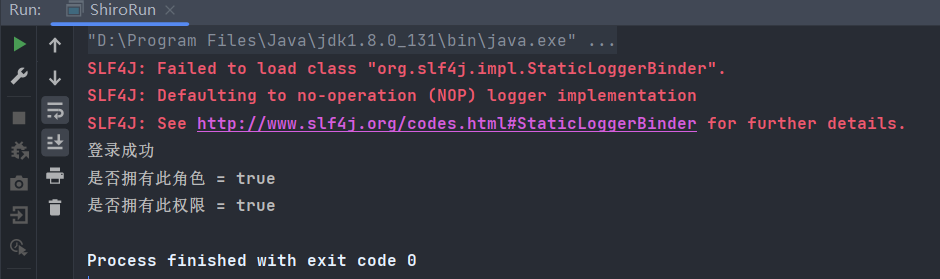 Run: ShiroRun ×
"D:\Program Files\Java\jdk1.8.0_131\bin\java.exe" ...
SLF4J: Failed to load class "org.slf4j.impl.StaticLoggerBinder".
SLF4J: Defaulting to no-operation (NOP) logger implementation
SLF4J: See http://www.slf4j.org/codes.html#StaticLoggerBinder for further details.
登录成功
是否拥有此角色 = true
是否拥有此权限 = true
Process finished with exit code 0